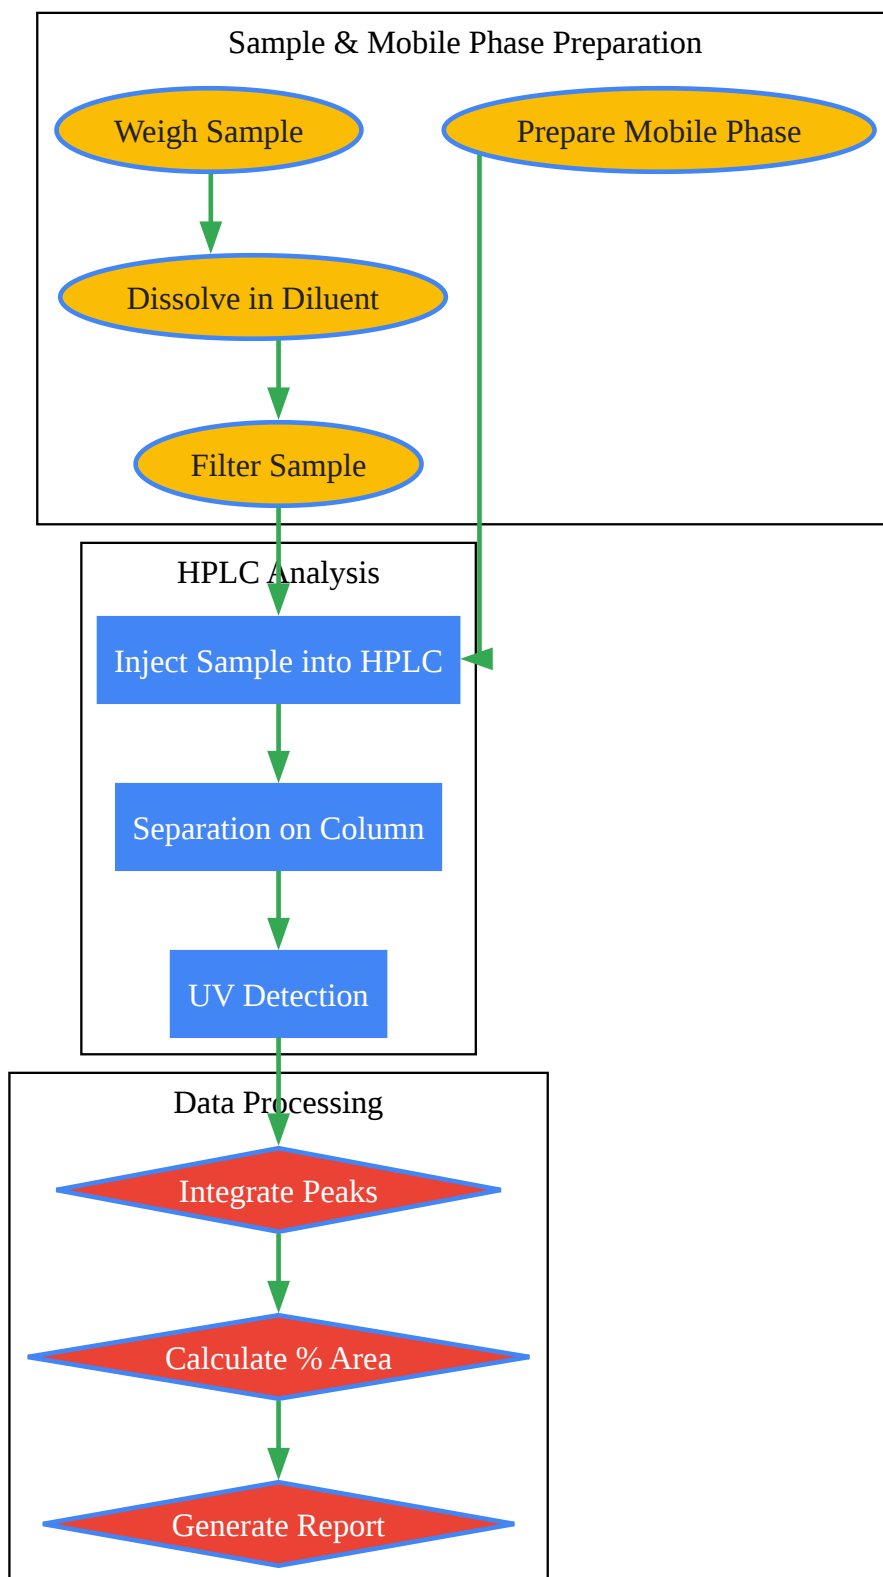 Sample & Mobile Phase Preparation
Weigh Sample
Prepare Mobile Phase
Dissolve in Diluent
Filter Sample
HPLC Analysis
Inject Sample into HPLC
Separation on Column
UV Detection
Data Processing
Integrate Peaks
Calculate % Area
Generate Report